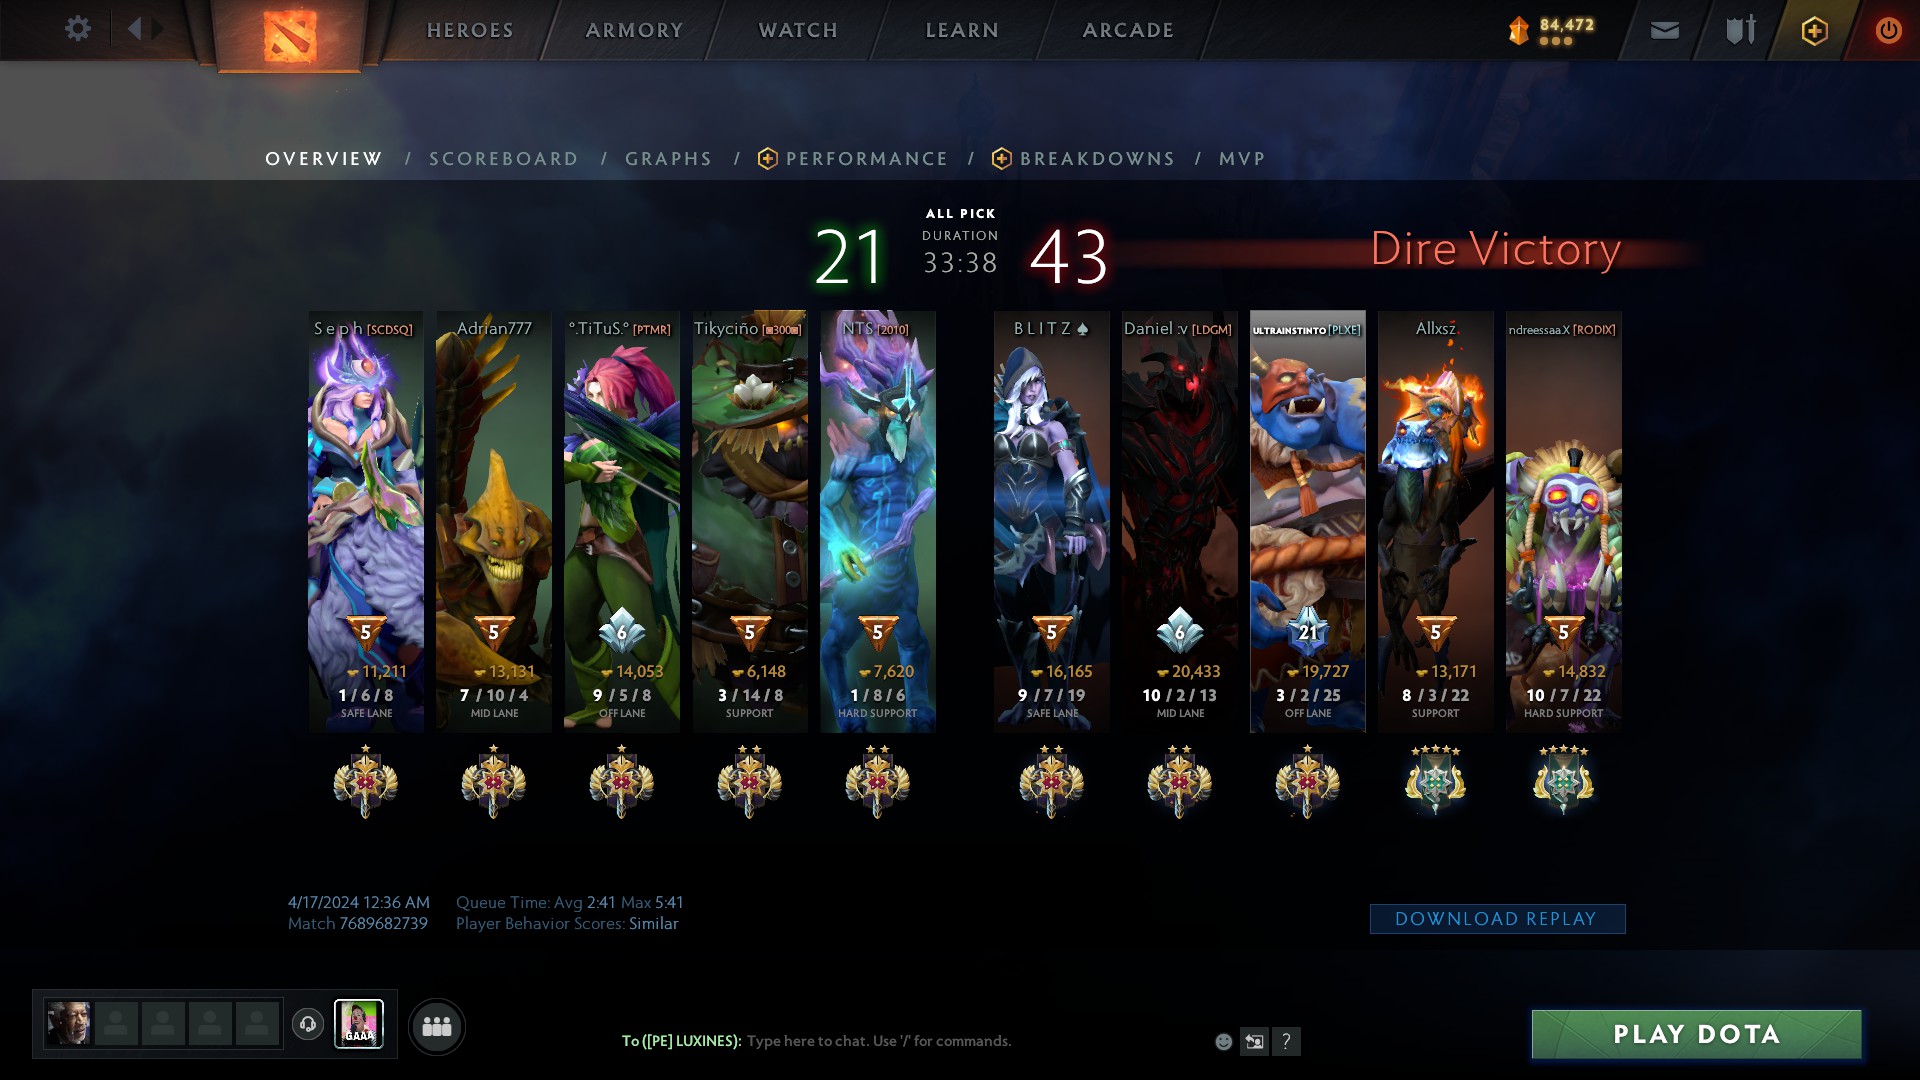 HEROES ARMORY WATCH LEARN ARCADE 84,472
OVERVIEW / SCOREBOARD / GRAPHS / PERFORMANCE / BREAKDOWNS / MVP
ALL PICK
DURATION
21 33:38 43 Dire Victory
S e p h [SCDSQ] Adrian777 °.TiTuS.° [PTMR] Tikyciño [◙300◙] NTS [2010] B L I T Z ♠ Daniel :v [LDGM] ULTRAINSTINTO [PLXE] Allxsz ndreessaa.X [RODIX]
5 5 6 5 5 5 6 21 5 5
11,211 13,131 14,053 6,148 7,620 16,165 20,433 19,727 13,171 14,832
1 / 6 / 8 7 / 10 / 4 9 / 5 / 8 3 / 14 / 8 1 / 8 / 6 9 / 7 / 19 10 / 2 / 13 3 / 2 / 25 8 / 3 / 22 10 / 7 / 22
SAFE LANE MID LANE OFF LANE SUPPORT HARD SUPPORT SAFE LANE MID LANE OFF LANE SUPPORT HARD SUPPORT
4/17/2024 12:36 AM Queue Time: Avg 2:41 Max 5:41
Match 7689682739 Player Behavior Scores: Similar
DOWNLOAD REPLAY
GAAA
To ([PE] LUXINES): Type here to chat. Use '/' for commands. ?
PLAY DOTA